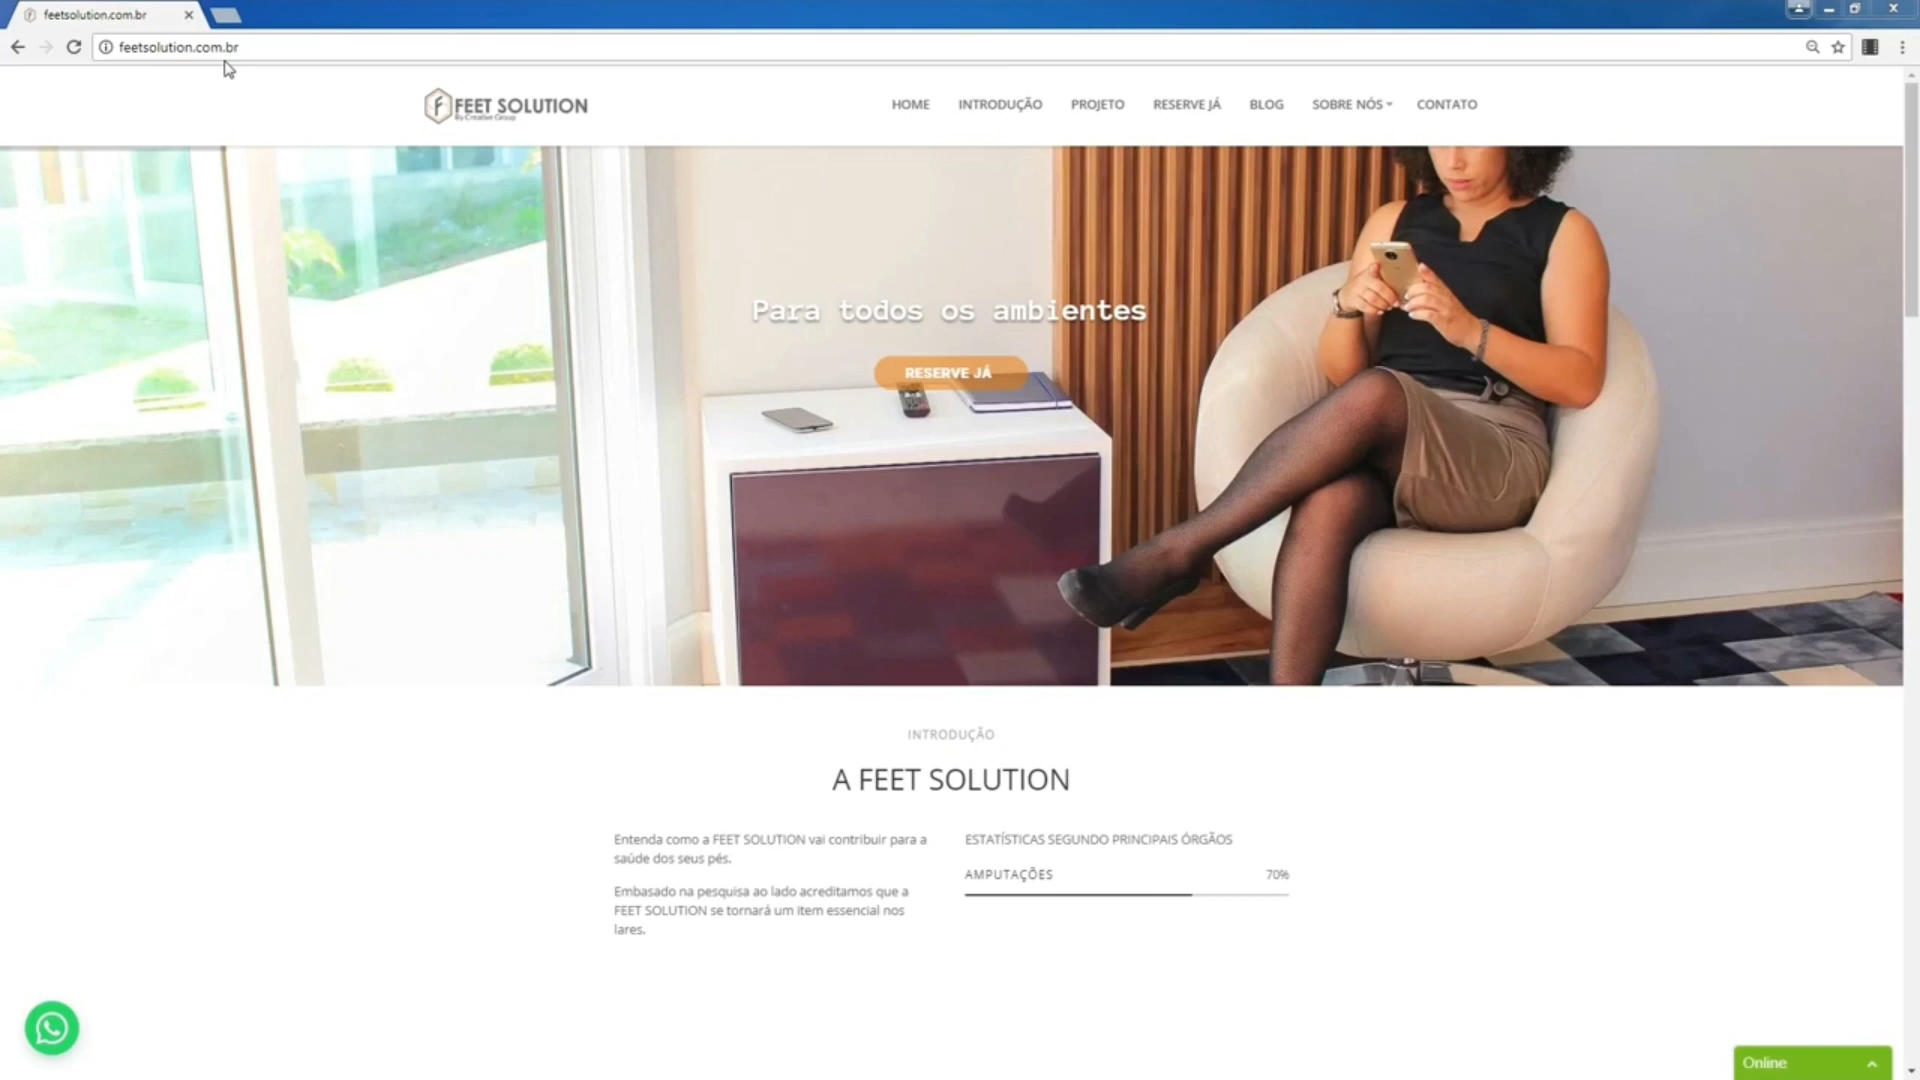 feetsolution.com.br
feetsolution.com.br
FEET SOLUTION
By Creative Group
HOME INTRODUÇÃO PROJETO RESERVE JÁ BLOG SOBRE NÓS CONTATO
Para todos os ambientes
RESERVE JÁ
INTRODUÇÃO
A FEET SOLUTION
Entenda como a FEET SOLUTION vai contribuir para a
saúde dos seus pés.
Embasado na pesquisa ao lado acreditamos que a
FEET SOLUTION se tornará um item essencial nos
lares.
ESTATÍSTICAS SEGUNDO PRINCIPAIS ÓRGÃOS
AMPUTAÇÕES 70%
Online